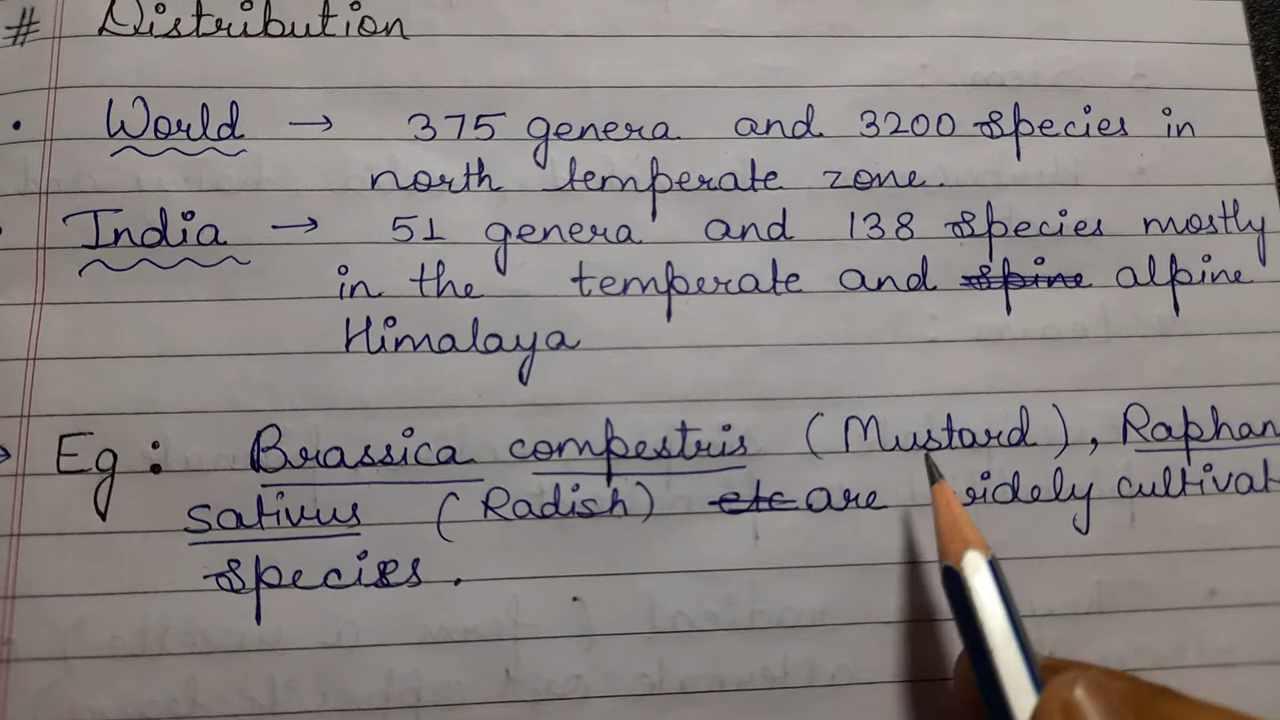 # Distribution
. World → 375 genera and 3200 species in
north temperate zone.
. India → 51 genera and 138 species mostly
in the temperate and spine alpine
Himalaya
Eg : Brassica compestris (Mustard), Raphan
sativus (Radish) etc are widely cultivat
species.